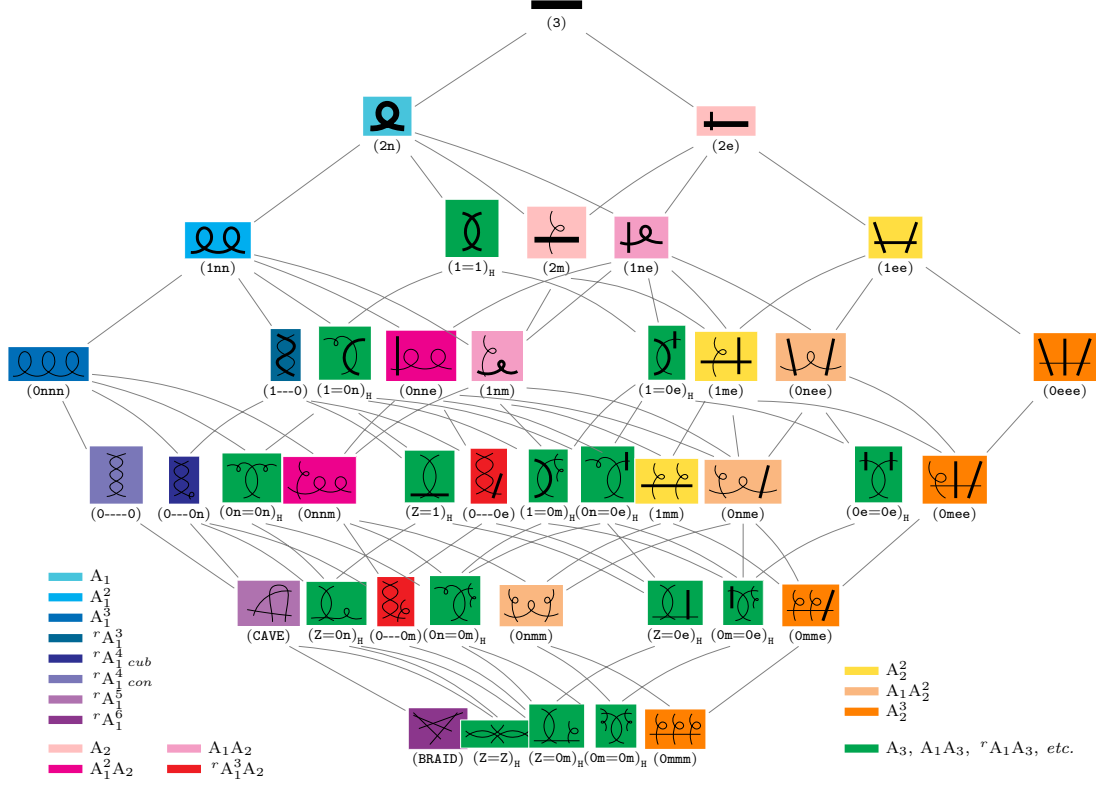 (3)
(2n) (2e)
(1nn) (1=1)H (2m) (1ne) (1ee)
(0nnn) (1---0) (1=0n)H (0nne) (1nm) (1=0e)H (1me) (0nee) (0eee)
(0----0) (0---0n) (0n=0n)H (0nnm) (Z=1)H (0---0e) (1=0m)H (0n=0e)H (1mm) (0nme) (0e=0e)H (0mee)
(CAVE) (Z=0n)H (0---0m) (0n=0m)H (0nmm) (Z=0e)H (0m=0e)H (0mme)
(BRAID) (Z=Z)H (Z=0m)H (0m=0m)H (0mmm)
A1
A1^2
A1^3
rA1^3
rA1^4 cub
rA1^4 con
rA1^5
rA1^6
A2 A1A2
A1^2A2 rA1^3A2
A2^2
A1A2^2
A2^3
A3, A1A3, rA1A3, etc.